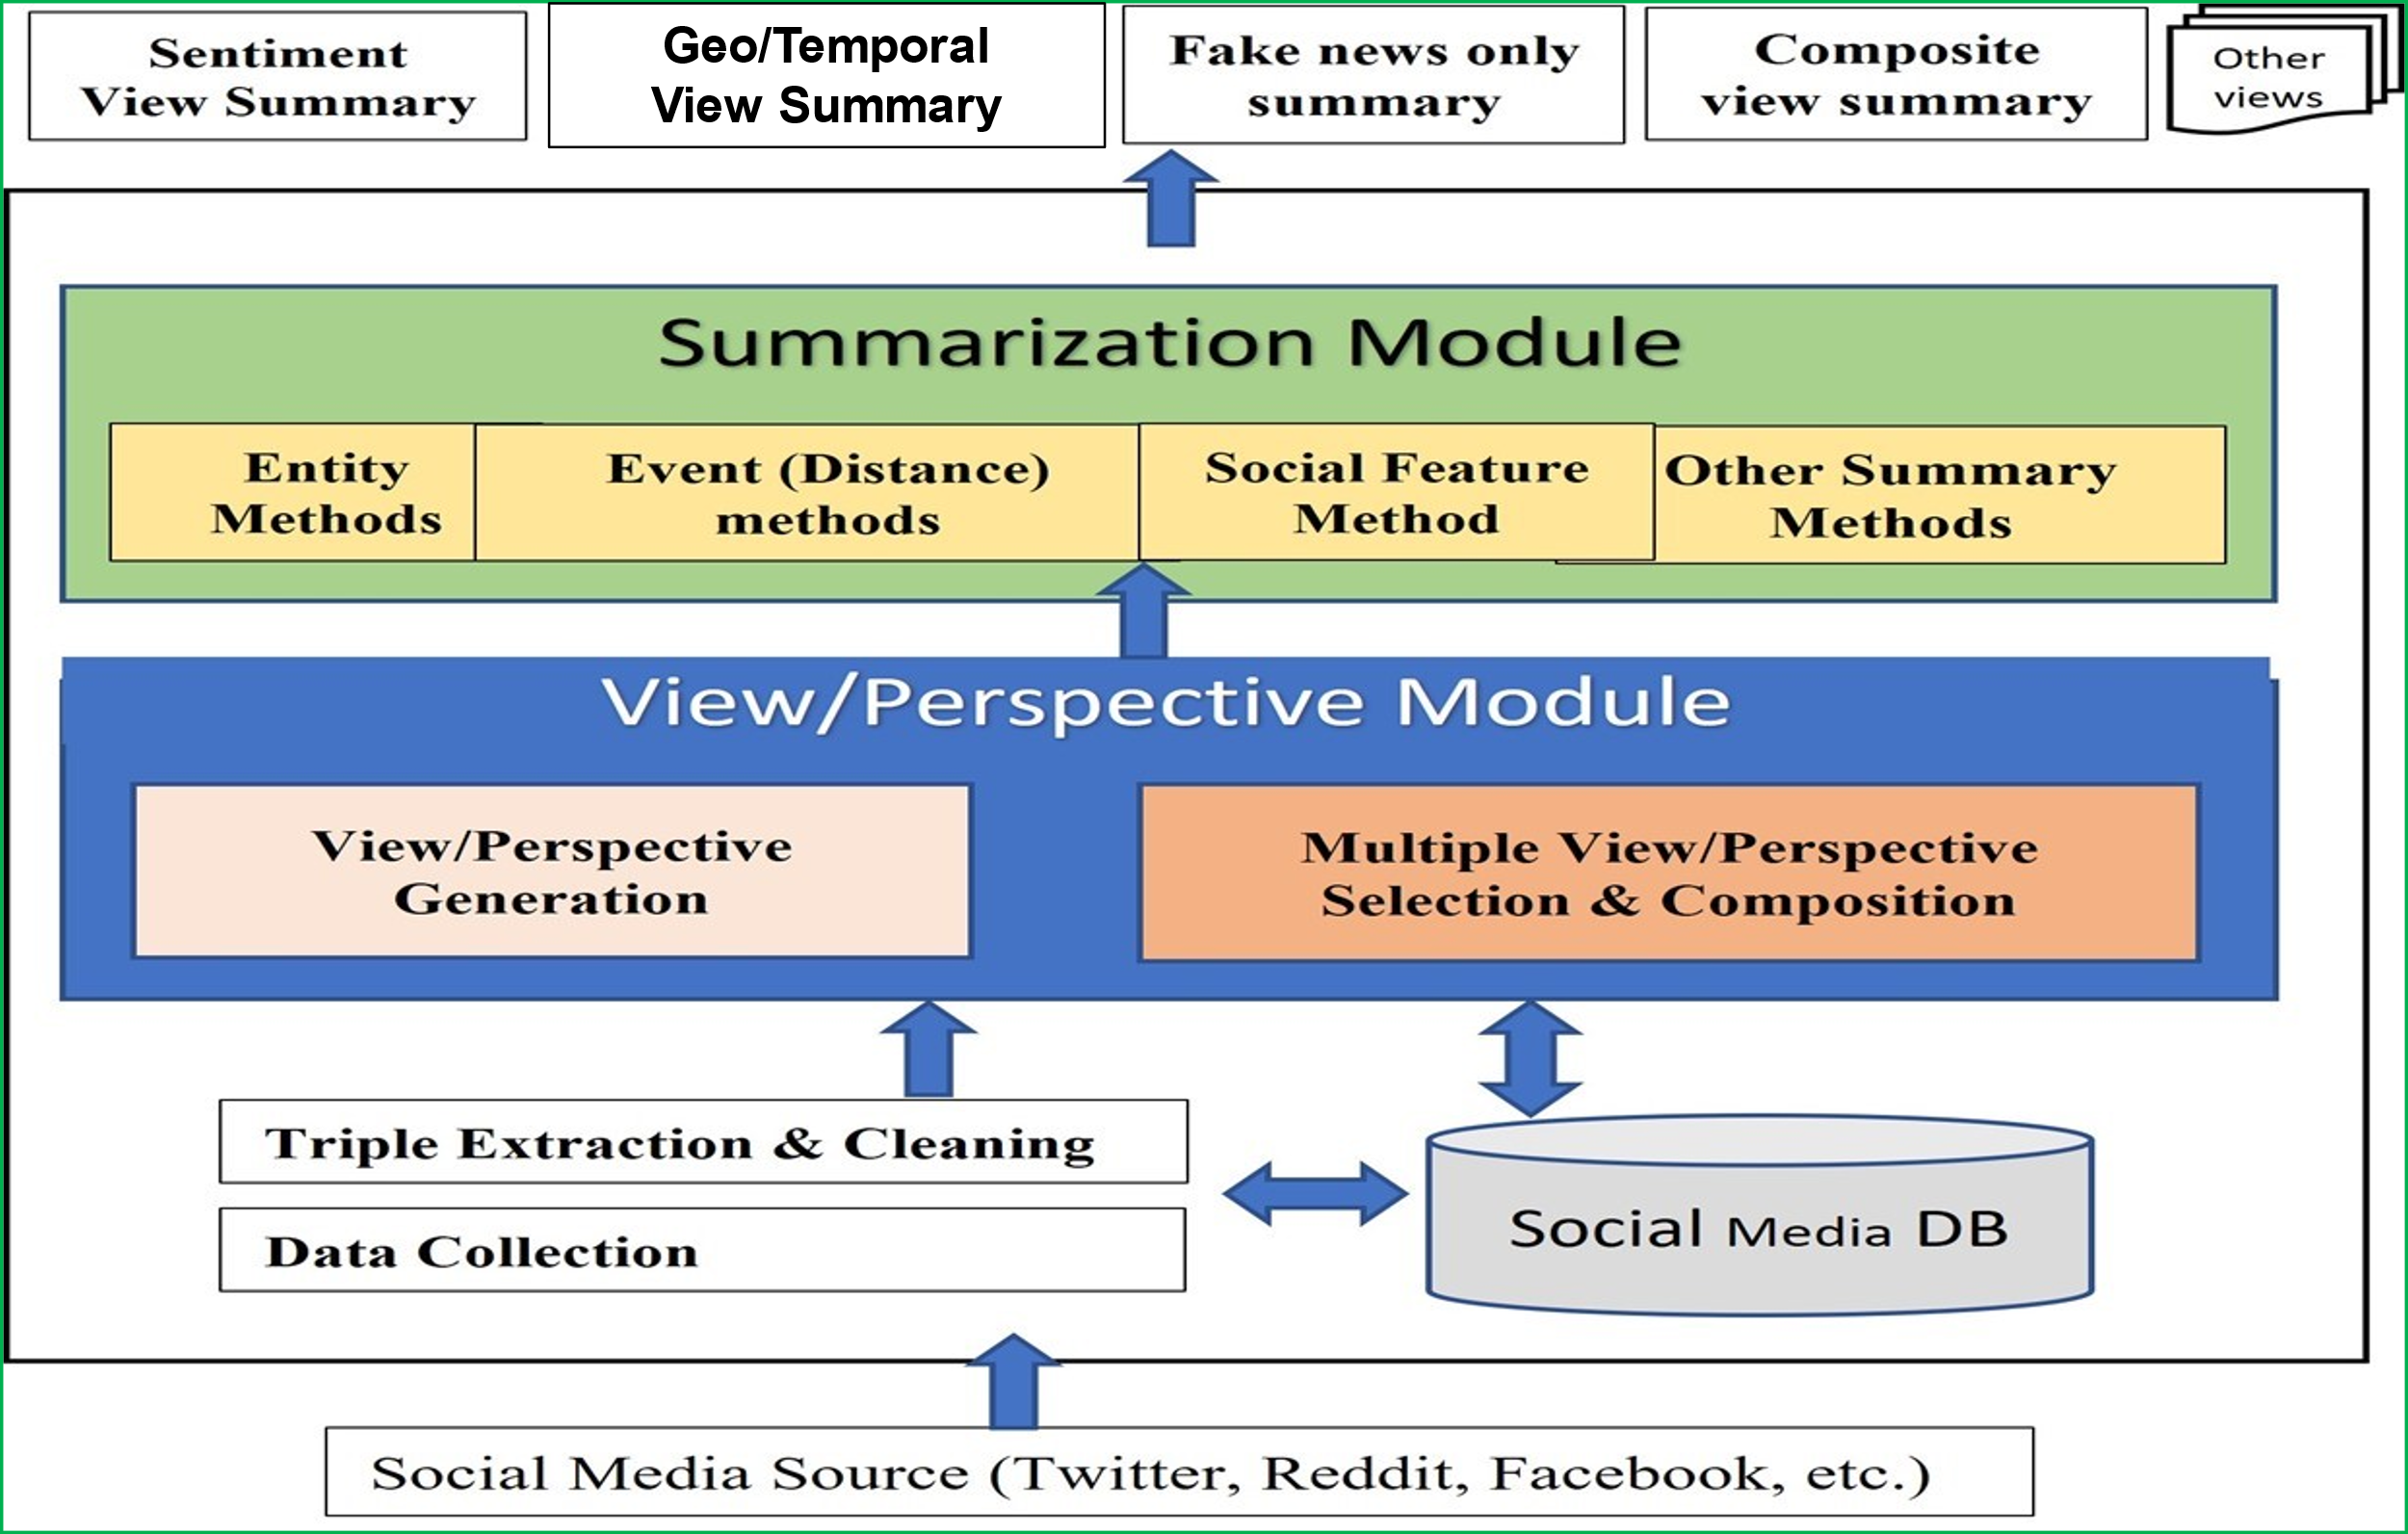 Sentiment
View Summary
Geo/Temporal
View Summary
Fake news only
summary
Composite
view summary
Other
views
Summarization Module
Entity
Methods
Event (Distance)
methods
Social Feature
Method
Other Summary
Methods
View/Perspective Module
View/Perspective
Generation
Multiple View/Perspective
Selection & Composition
Triple Extraction & Cleaning
Data Collection
Social Media DB
Social Media Source (Twitter, Reddit, Facebook, etc.)